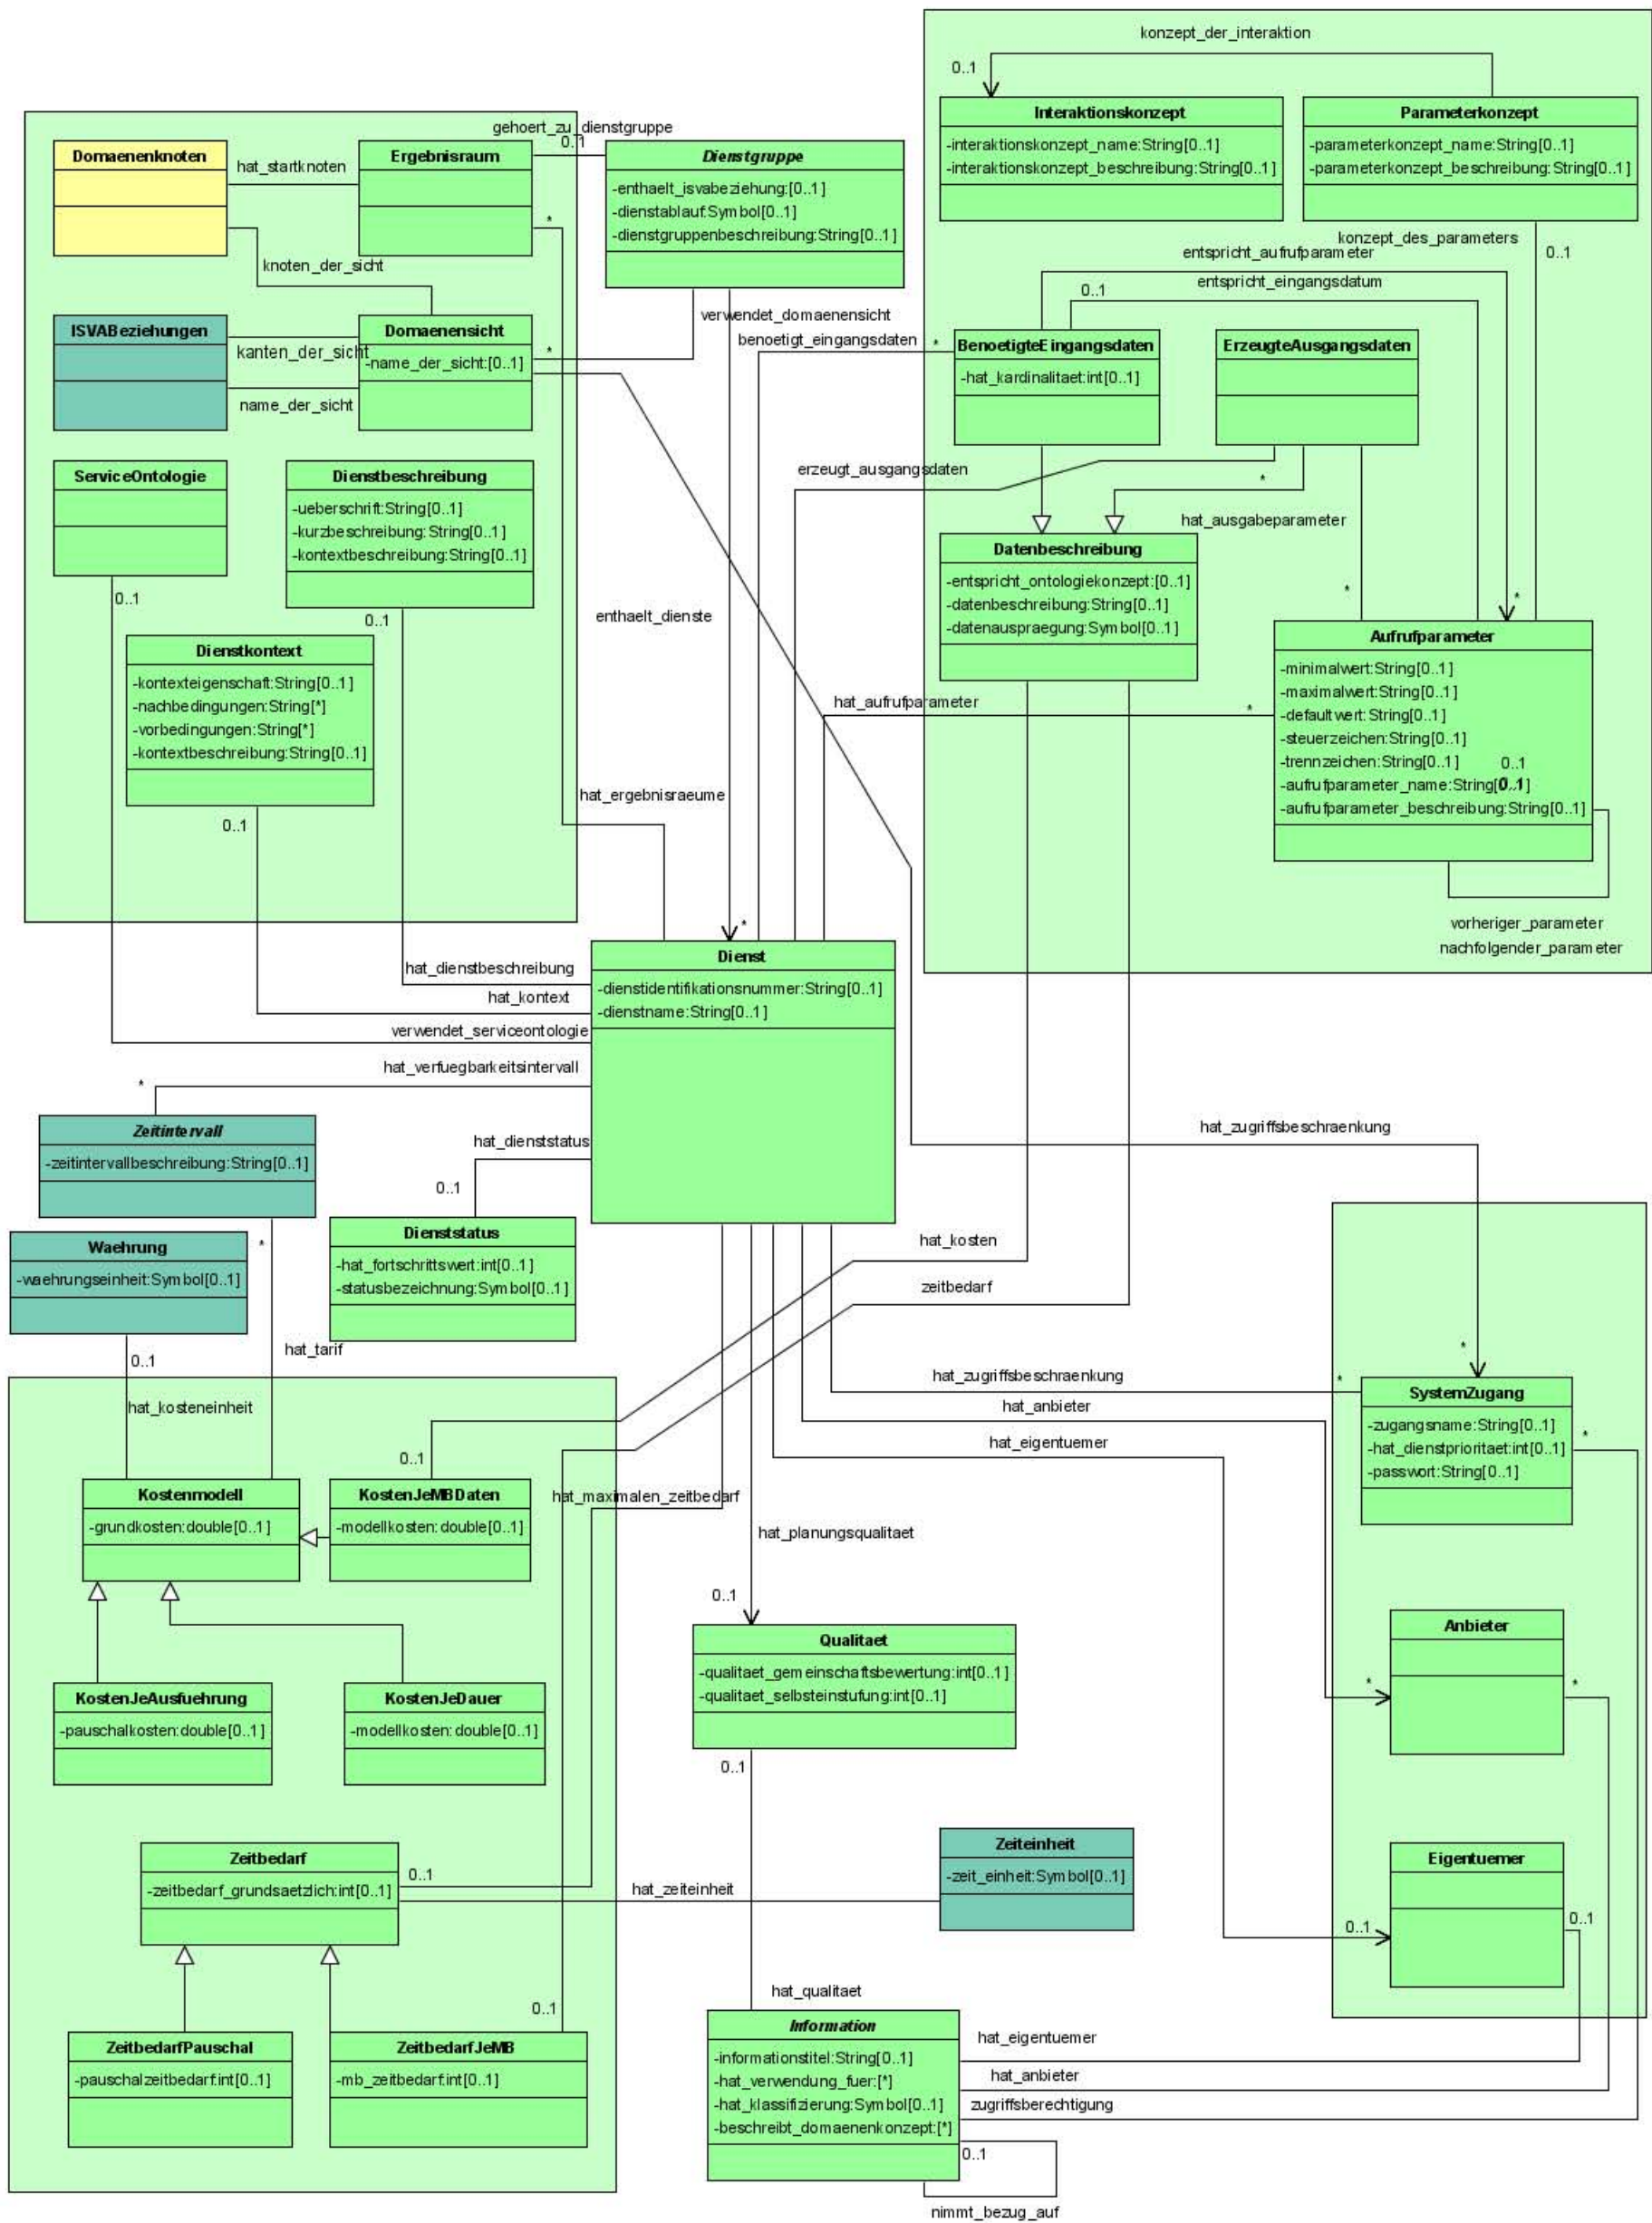 konzept_der_interaktion
0..1
Interaktionskonzept
-interaktionskonzept_name:String[0..1]
-interaktionskonzept_beschreibung:String[0..1]
Parameterkonzept
-parameterkonzept_name:String[0..1]
-parameterkonzept_beschreibung:String[0..1]
gehoert_zu_dienstgruppe
0..1
Domaenenknoten
hat_startknoten
Ergebnisraum
*
Dienstgruppe
-enthaelt_isvabeziehung:[0..1]
-dienstablauf:Symbol[0..1]
-dienstgruppenbeschreibung:String[0..1]
konzept_des_parameters
0..1
entspricht_aufrufparameter
entspricht_eingangsdatum
0..1
knoten_der_sicht
ISVABeziehungen
kanten_der_sicht
name_der_sicht
Domaenensicht
-name_der_sicht:[0..1]
*
verwendet_domaenensicht
benoetigt_eingangsdaten
*
BenoetigteEingangsdaten
-hat_kardinalitaet:int[0..1]
ErzeugteAusgangsdaten
ServiceOntologie
0..1
Dienstbeschreibung
-ueberschrift:String[0..1]
-kurzbeschreibung:String[0..1]
-kontextbeschreibung:String[0..1]
0..1
erzeugt_ausgangsdaten
*
hat_ausgabeparameter
*
*
Datenbeschreibung
-entspricht_ontologiekonzept:[0..1]
-datenbeschreibung:String[0..1]
-datenauspraegung:Symbol[0..1]
enthaelt_dienste
Dienstkontext
-kontexteigenschaft:String[0..1]
-nachbedingungen:String[*]
-vorbedingungen:String[*]
-kontextbeschreibung:String[0..1]
0..1
Aufrufparameter
-minimalwert:String[0..1]
-maximalwert:String[0..1]
-defaultwert:String[0..1]
-steuerzeichen:String[0..1]
-trennzeichen:String[0..1]
0..1
-aufrufparameter_name:String[0..1]
-aufrufparameter_beschreibung:String[0..1]
hat_aufrufparameter
*
hat_ergebnisraeume
vorheriger_parameter
nachfolgender_parameter
*
Dienst
-dienstidentifikationsnummer:String[0..1]
-dienstname:String[0..1]
hat_dienstbeschreibung
hat_kontext
verwendet_serviceontologie
hat_verfuegbarkeitsintervall
*
Zeitintervall
-zeitintervallbeschreibung:String[0..1]
hat_dienststatus
0..1
hat_zugriffsbeschraenkung
Dienststatus
-hat_fortschrittswert:int[0..1]
-statusbezeichnung:Symbol[0..1]
Waehrung
-waehrungseinheit:Symbol[0..1]
*
hat_kosten
zeitbedarf
0..1
hat_tarif
*
hat_zugriffsbeschraenkung
*
hat_anbieter
hat_eigentuemer
hat_kosteneinheit
SystemZugang
-zugangsname:String[0..1]
-hat_dienstprioritaet:int[0..1]
-passwort:String[0..1]
*
0..1
Kostenmodell
-grundkosten:double[0..1]
KostenJeMBDaten
-modellkosten:double[0..1]
hat_maximalen_zeitbedarf
hat_planungsqualitaet
0..1
Qualitaet
-qualitaet_gemeinschaftsbewertung:int[0..1]
-qualitaet_selbsteinstufung:int[0..1]
0..1
Anbieter
*
*
KostenJeAusfuehrung
-pauschalkosten:double[0..1]
KostenJeDauer
-modellkosten:double[0..1]
Zeitbedarf
-zeitbedarf_grundsaetzlich:int[0..1]
0..1
hat_zeiteinheit
Zeiteinheit
-zeit_einheit:Symbol[0..1]
Eigentuemer
0..1
0..1
hat_qualitaet
0..1
ZeitbedarfPauschal
-pauschalzeitbedarf:int[0..1]
ZeitbedarfJeMB
-mb_zeitbedarf:int[0..1]
Information
-informationstitel:String[0..1]
-hat_verwendung_fuer:[*]
-hat_klassifizierung:Symbol[0..1]
-beschreibt_domaenenkonzept:[*]
hat_eigentuemer
hat_anbieter
zugriffsberechtigung
0..1
nimmt_bezug_auf